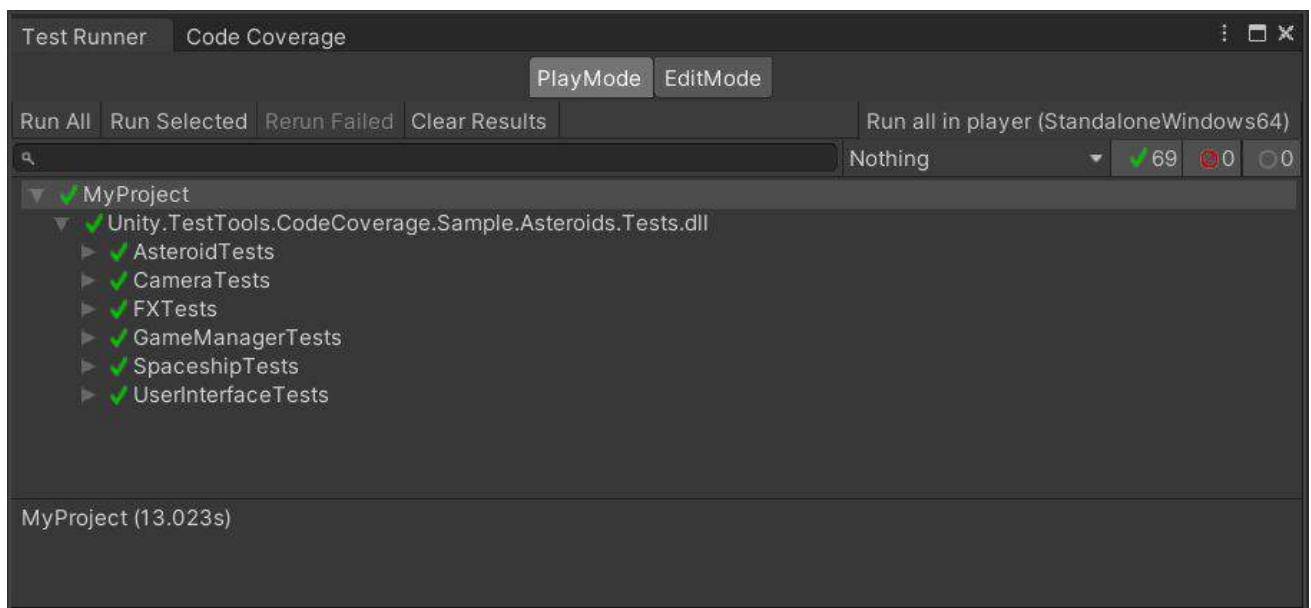 Test Runner Code Coverage
PlayMode EditMode
Run All Run Selected Rerun Failed Clear Results Run all in player (StandaloneWindows64)
Nothing 69 0 0
MyProject
Unity.TestTools.CodeCoverage.Sample.Asteroids.Tests.dll
AsteroidTests
CameraTests
FXTests
GameManagerTests
SpaceshipTests
UserInterfaceTests
MyProject (13.023s)